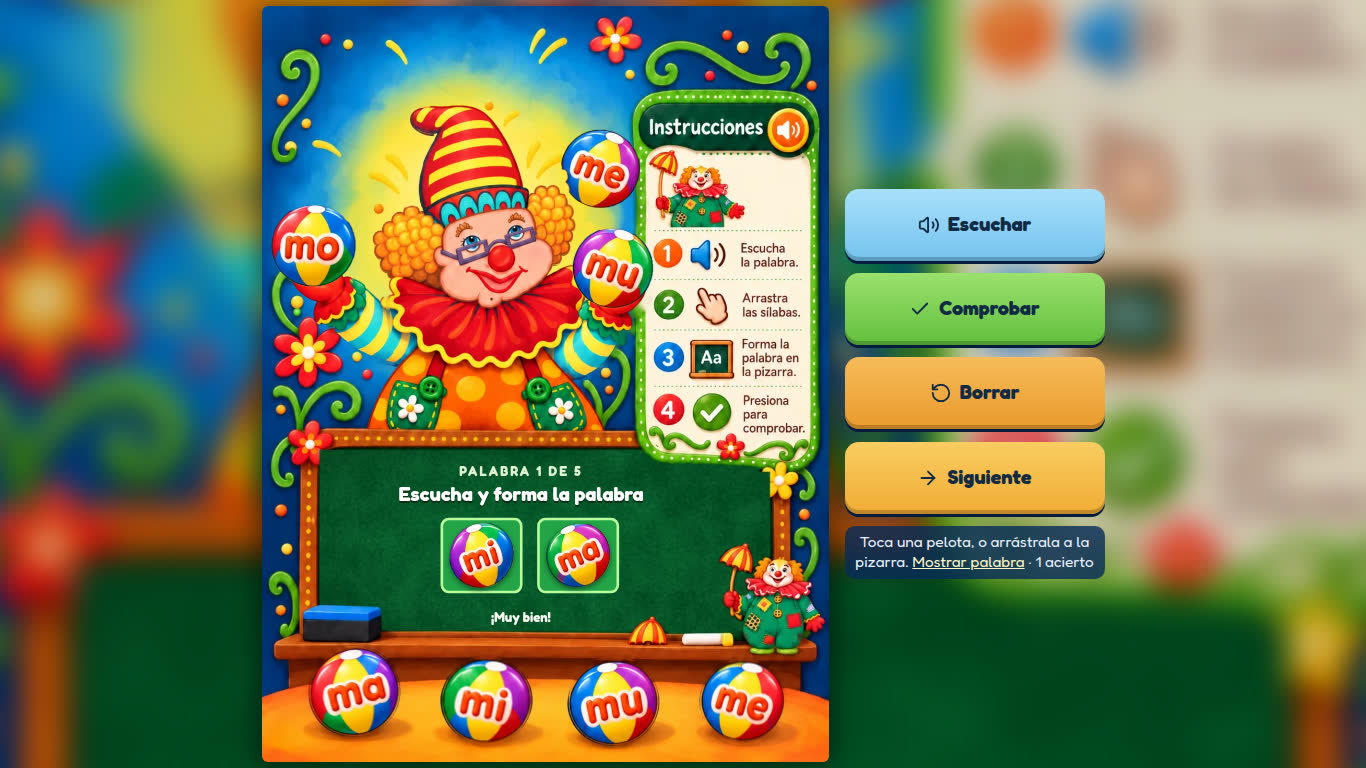 me
mo
mu
Instrucciones
1
Escucha
la palabra.
2
Arrastra
las sílabas.
3
Aa
Forma la
palabra en
la pizarra.
4
Presiona
para
comprobar.
PALABRA 1 DE 5
Escucha y forma la palabra
mi
ma
¡Muy bien!
ma
mi
mu
me
Escuchar
Comprobar
Borrar
Siguiente
Toca una pelota, o arrástrala a la
pizarra. Mostrar palabra · 1 acierto